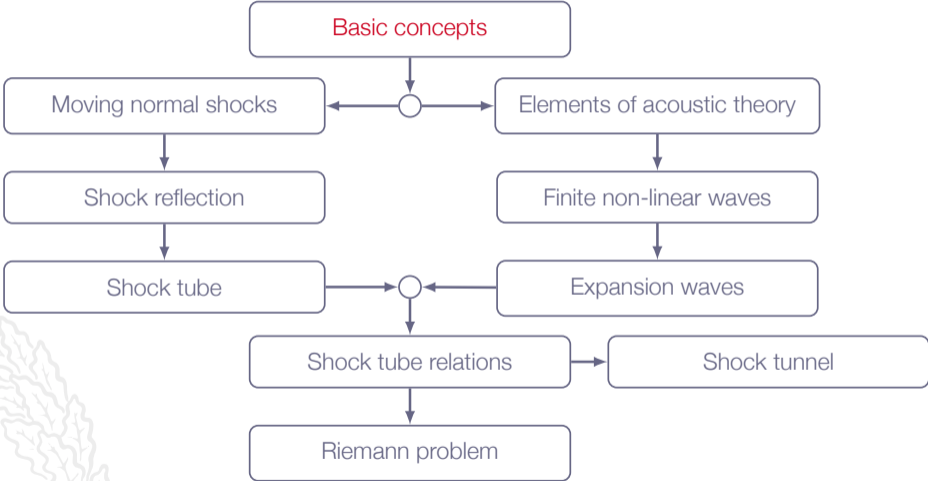 Basic concepts
Moving normal shocks
Elements of acoustic theory
Shock reflection
Finite non-linear waves
Shock tube
Expansion waves
Shock tube relations
Shock tunnel
Riemann problem